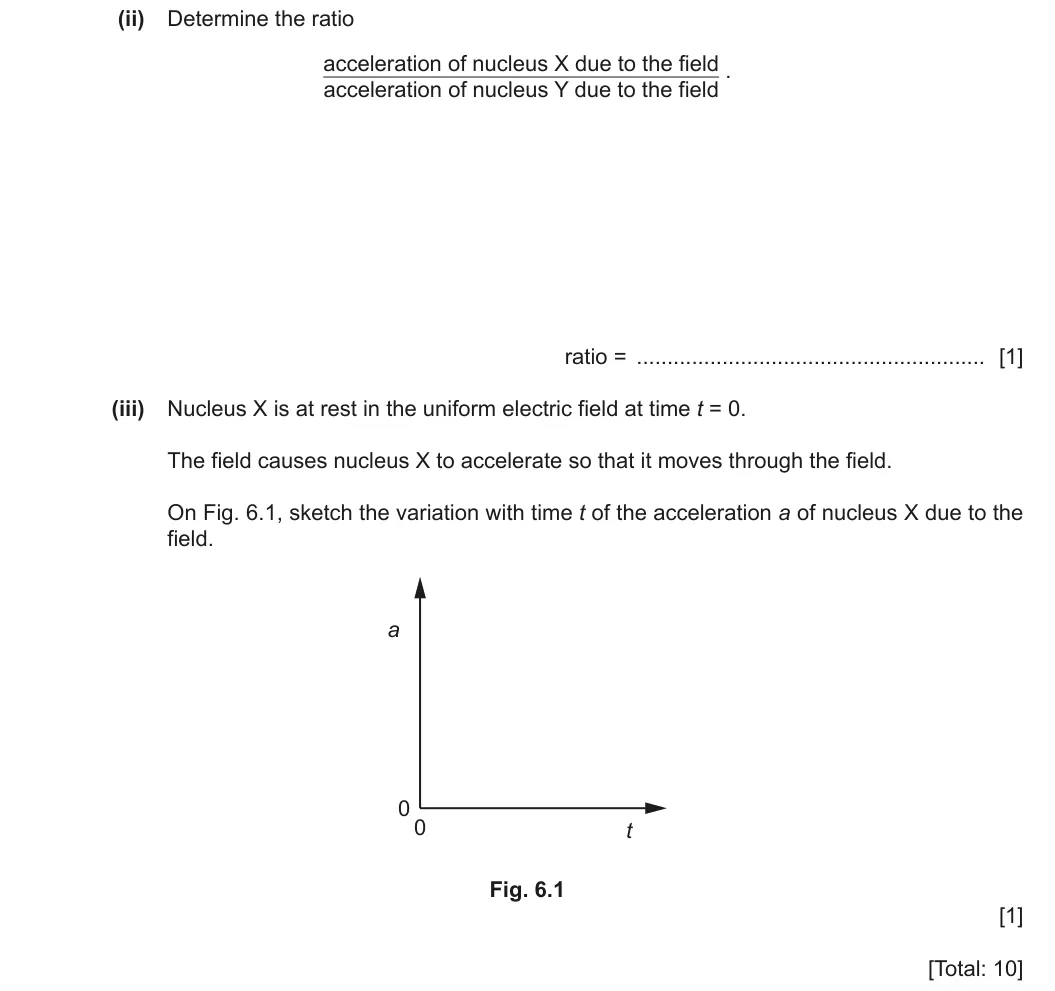 (ii) Determine the ratio
acceleration of nucleus X due to the field
acceleration of nucleus Y due to the field .
ratio = ......................................................... [1]
(iii) Nucleus X is at rest in the uniform electric field at time t = 0.
The field causes nucleus X to accelerate so that it moves through the field.
On Fig. 6.1, sketch the variation with time t of the acceleration a of nucleus X due to the
field.
a
0
0
t
Fig. 6.1
[1]
[Total: 10]